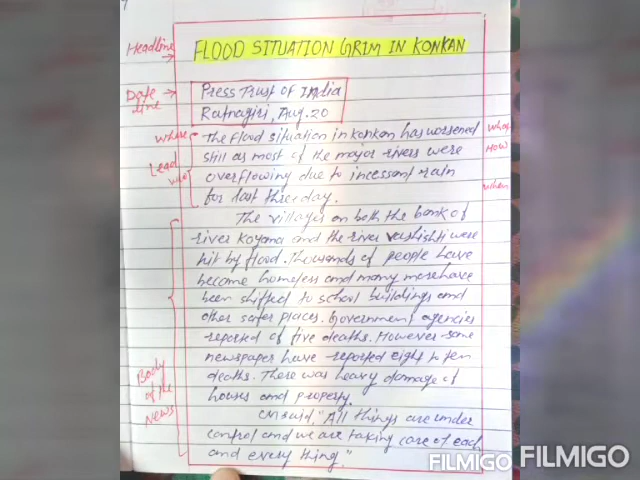 Headline
FLOOD SITUATION GRIM IN KONKAN
Date line
Press Trust of India
Ratnagiri, Aug. 20
where
The flood situation in konkan has worsened
what
still as most of the major rivers were
How
Lead
overflowing due to incessant rain
when
for last three day.
The villages on both the bank of
river Koyana and the river Vashishti were
hit by flood. Thousands of people have
become homeless and many more have
been shifted to school buildings and
other safer places. Government agencies
reported of five deaths. However some
newspaper have reported eight to ten
deaths. There was heavy damage of
houses and property.
Body of the News
CM said, "All things are under
control and we are taking care of each
and every thing."
FILMIGO FILMIGO